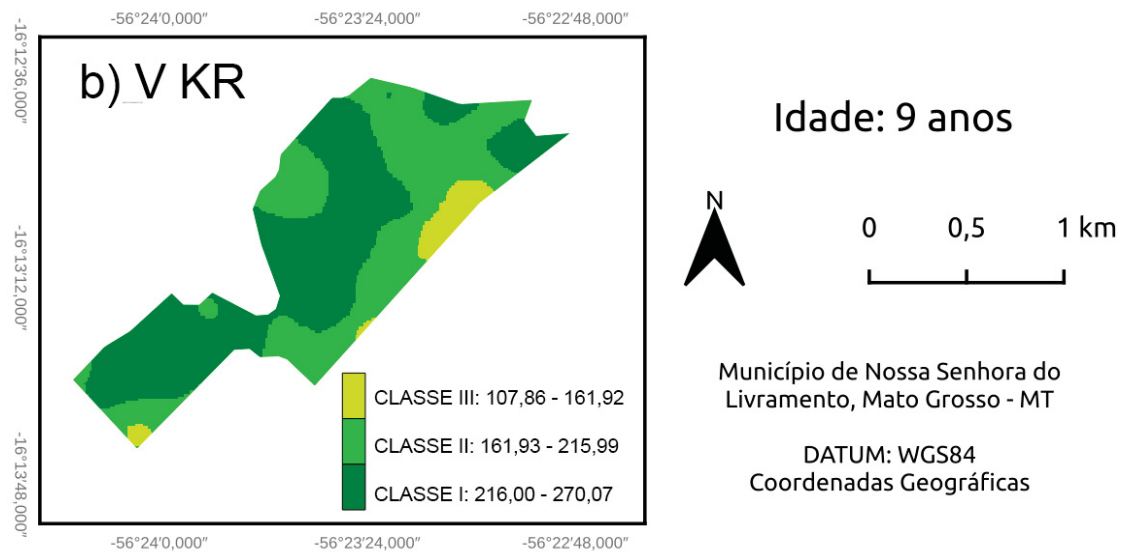 -56°24′0,000″
-56°23′24,000″
-56°22′48,000″
-16°12′36,000″
-16°13′12,000″
-16°13′48,000″
b) V KR
CLASSE III: 107,86 - 161,92
CLASSE II: 161,93 - 215,99
CLASSE I: 216,00 - 270,07
-56°24′0,000″
-56°23′24,000″
-56°22′48,000″
Idade: 9 anos
N
0 0,5 1 km
Município de Nossa Senhora do
Livramento, Mato Grosso - MT
DATUM: WGS84
Coordenadas Geográficas